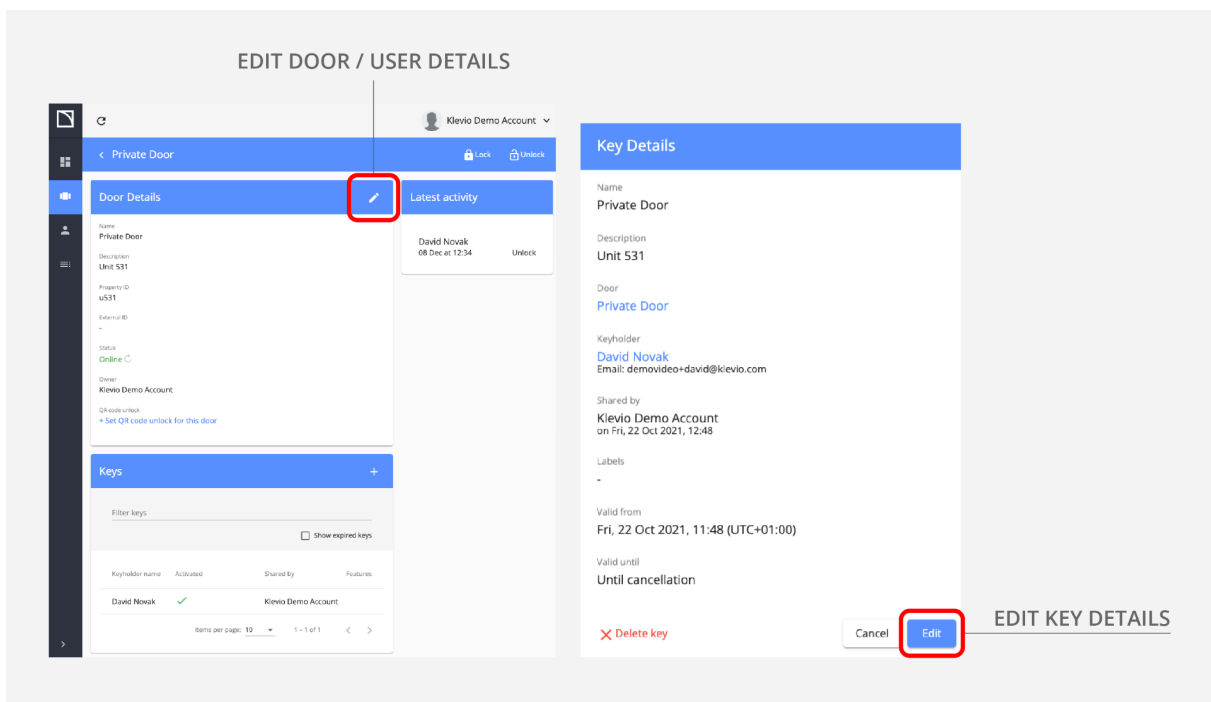 EDIT DOOR / USER DETAILS
Klevio Demo Account
Private Door
Lock
Unlock
Door Details
Latest activity
Name
Private Door
Description
Unit 531
Property ID
u531
External ID
-
Status
Online
Owner
Klevio Demo Account
QR code unlock
+ Set QR code unlock for this door
David Novak
08 Dec at 12:34 Unlock
Keys +
Filter keys
Show expired keys
Keyholder name Activated Shared by Features
David Novak Klevio Demo Account
Items per page: 10 1 – 1 of 1
Key Details
Name
Private Door
Description
Unit 531
Door
Private Door
Keyholder
David Novak
Email: demovideo+david@klevio.com
Shared by
Klevio Demo Account
on Fri, 22 Oct 2021, 12:48
Labels
-
Valid from
Fri, 22 Oct 2021, 11:48 (UTC+01:00)
Valid until
Until cancellation
Delete key
Cancel
Edit
EDIT KEY DETAILS